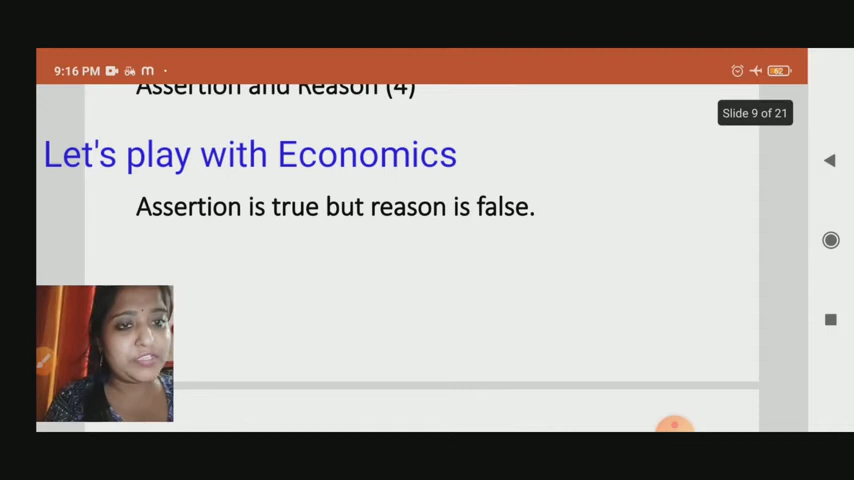 9:16 PM
62
Assertion and Reason (4)
Slide 9 of 21
Let's play with Economics
Assertion is true but reason is false.